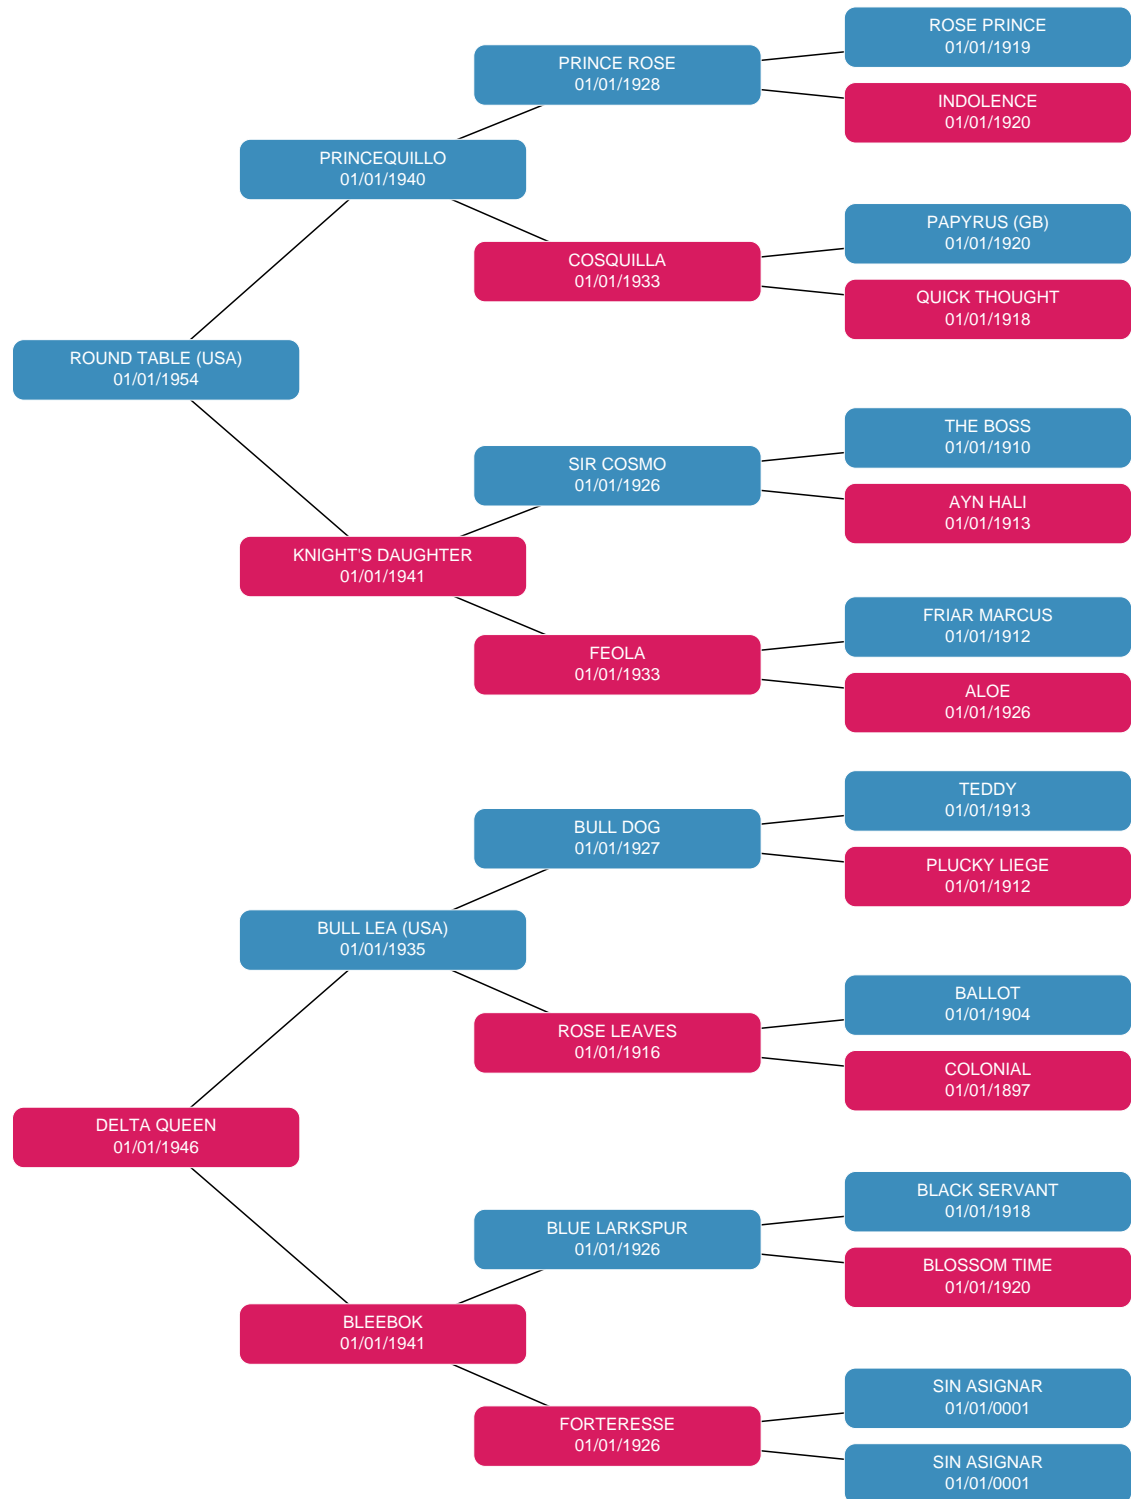 ROSE PRINCE
01/01/1919
PRINCE ROSE
01/01/1928
INDOLENCE
01/01/1920
PRINCEQUILLO
01/01/1940
PAPYRUS (GB)
01/01/1920
COSQUILLA
01/01/1933
QUICK THOUGHT
01/01/1918
ROUND TABLE (USA)
01/01/1954
THE BOSS
01/01/1910
SIR COSMO
01/01/1926
AYN HALI
01/01/1913
KNIGHT'S DAUGHTER
01/01/1941
FRIAR MARCUS
01/01/1912
FEOLA
01/01/1933
ALOE
01/01/1926
TEDDY
01/01/1913
BULL DOG
01/01/1927
PLUCKY LIEGE
01/01/1912
BULL LEA (USA)
01/01/1935
BALLOT
01/01/1904
ROSE LEAVES
01/01/1916
COLONIAL
01/01/1897
DELTA QUEEN
01/01/1946
BLACK SERVANT
01/01/1918
BLUE LARKSPUR
01/01/1926
BLOSSOM TIME
01/01/1920
BLEEBOK
01/01/1941
SIN ASIGNAR
01/01/0001
FORTERESSE
01/01/1926
SIN ASIGNAR
01/01/0001